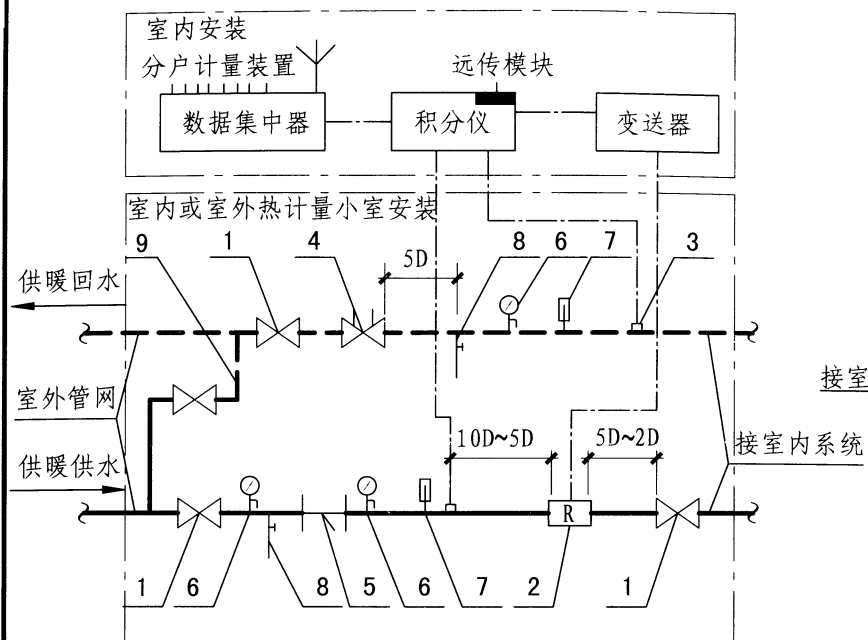 室内安装
分户计量装置
远传模块
数据集中器
积分仪
变送器
室内或室外热计量小室安装
9 1 4 5D 8 6 7 3
供暖回水
室外管网
接室
10D~5D 5D~2D
接室内系统
供暖供水
R
1 6 8 5 6 7 2 1